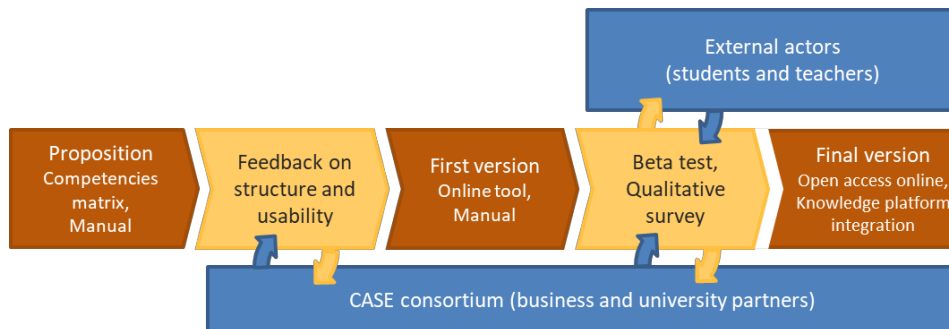 External actors
(students and teachers)
Proposition
Competencies
matrix,
Manual
Feedback on
structure and
usability
First version
Online tool,
Manual
Beta test,
Qualitative
survey
Final version
Open access online,
Knowledge platform
integration
CASE consortium (business and university partners)